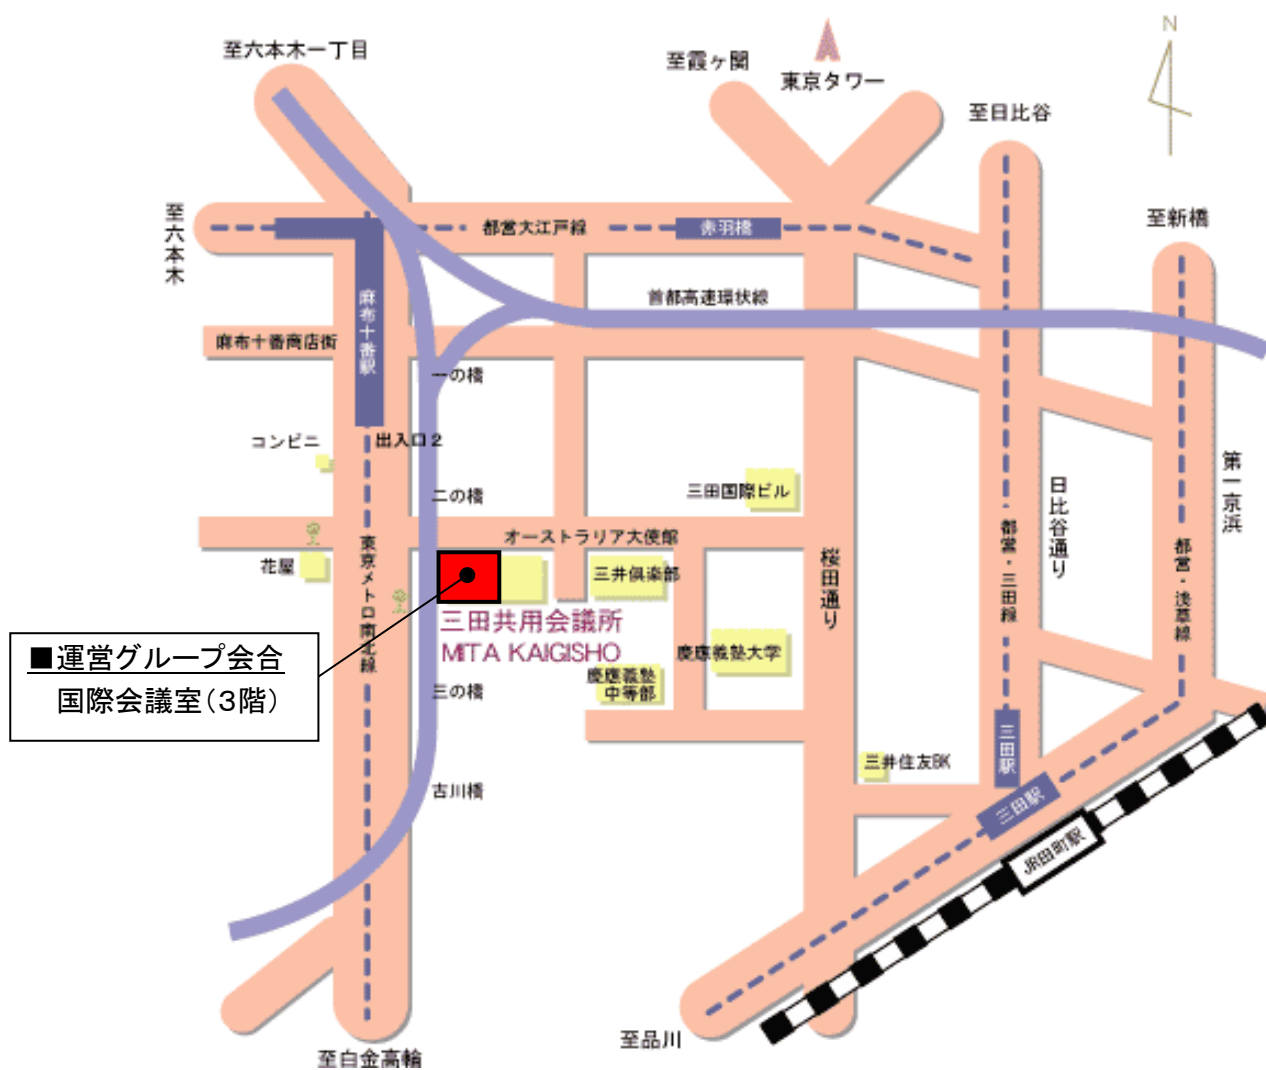 至六本木一丁目
至霞ヶ関
東京タワー
N
至日比谷
至新橋
至六本木
都営大江戸線
赤羽橋
麻布十番駅
首都高速環状線
麻布十番商店街
一の橋
コンビニ
出入口2
二の橋
三田国際ビル
第一京浜
日比谷通り
オーストラリア大使館
花屋
東京メトロ南北線
三井倶楽部
桜田通り
都営・三田線
都営・浅草線
三田共用会議所
MITA KAIGISHO
■運営グループ会合
国際会議室(3階)
慶應義塾大学
慶應義塾
中等部
三の橋
三田駅
三井住友BK
古川橋
三田駅
JR田町駅
至品川
至白金高輪